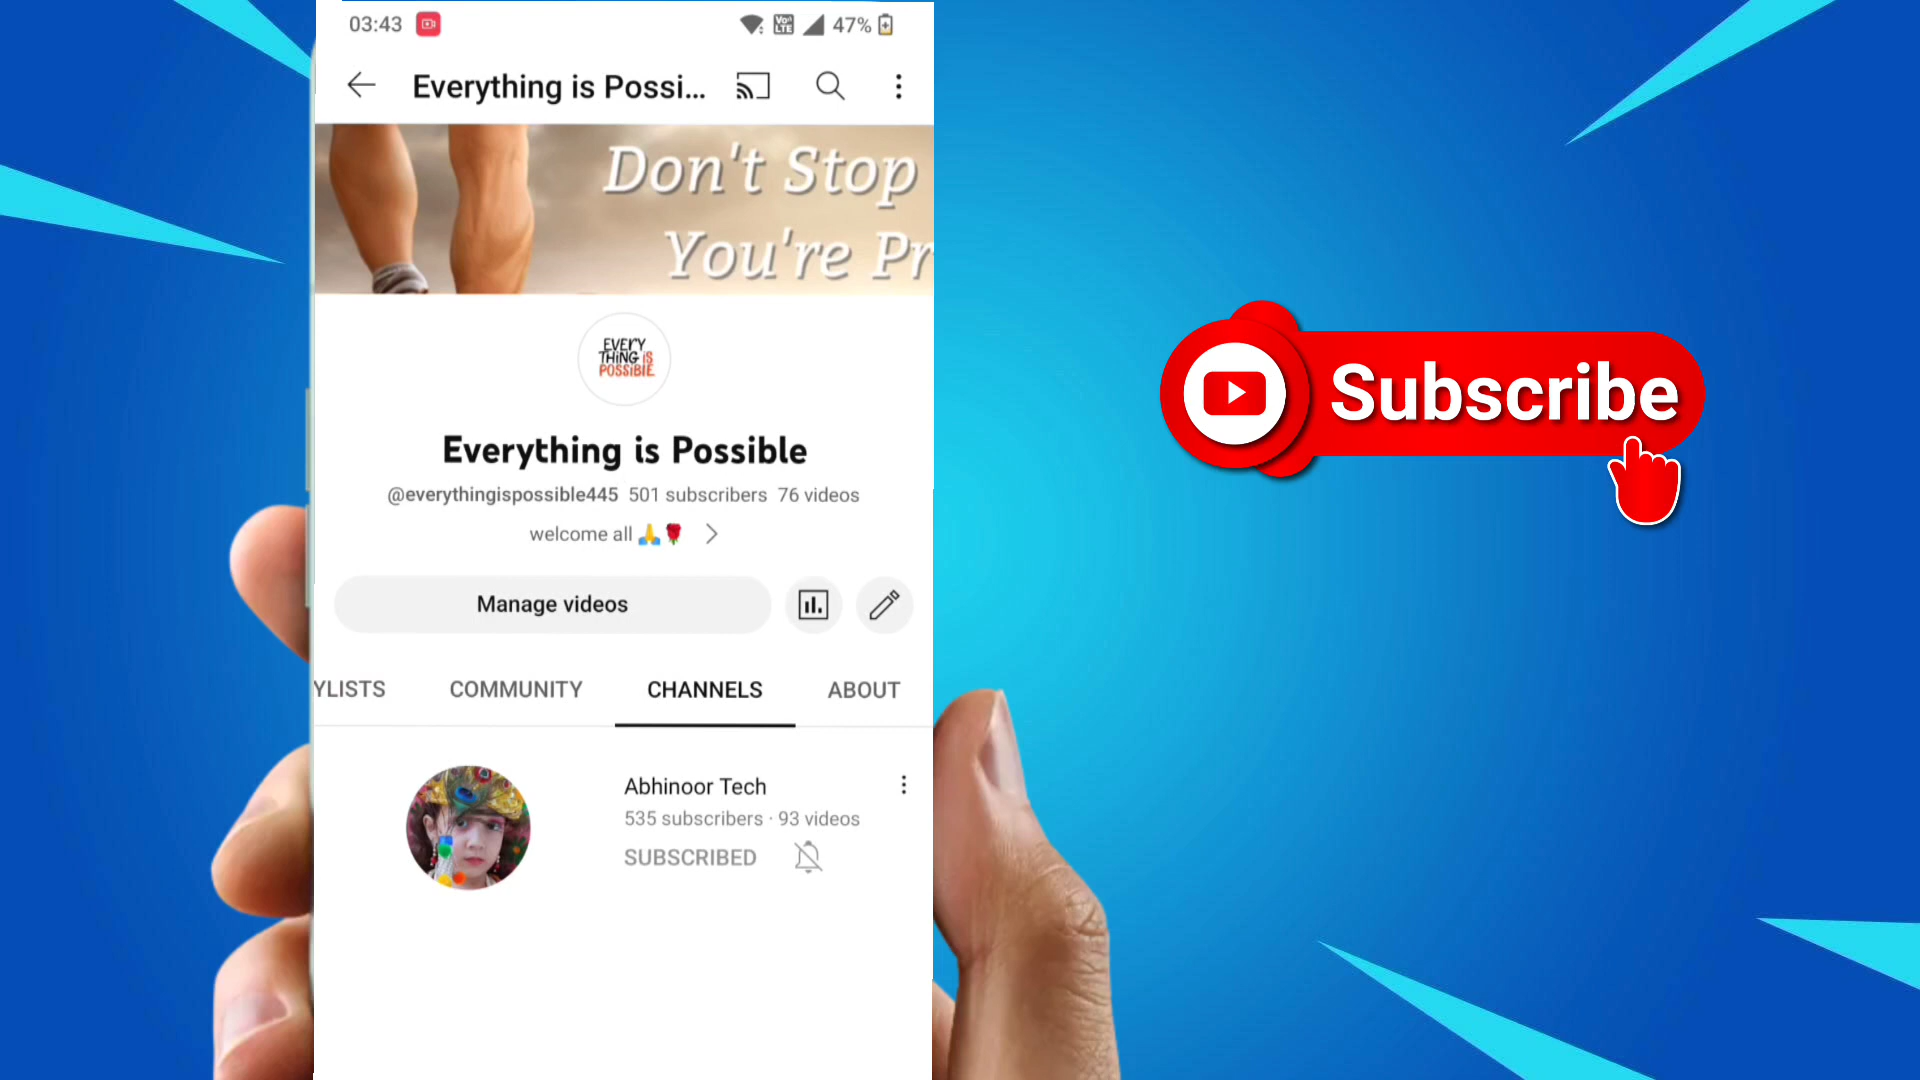 03:43
Vo))
LTE
47%
Everything is Possi...
Don't Stop
You're Pr
EVERY
THING IS
POSSIBLE
Everything is Possible
@everythingispossible445 501 subscribers 76 videos
welcome all 🙏🌹
Manage videos
YLISTS COMMUNITY CHANNELS ABOUT
Abhinoor Tech
535 subscribers · 93 videos
SUBSCRIBED
Subscribe